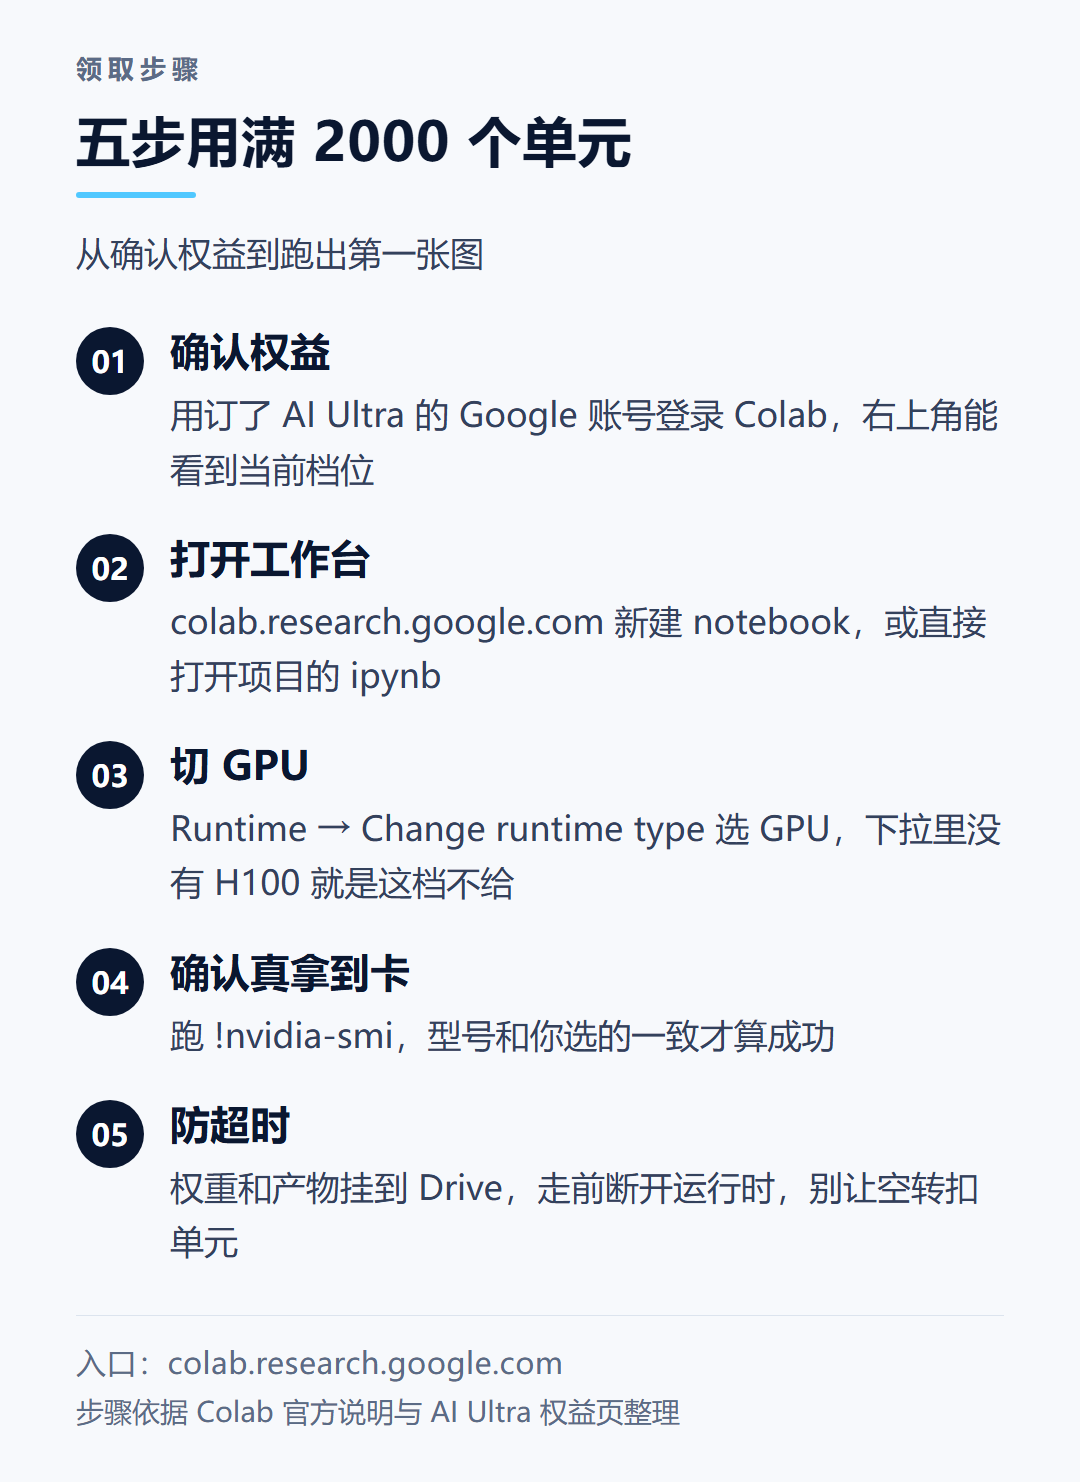 领取步骤
五步用满 2000 个单元
从确认权益到跑出第一张图
01
确认权益
用订了 AI Ultra 的 Google 账号登录 Colab，右上角能
看到当前档位
02
打开工作台
colab.research.google.com 新建 notebook，或直接
打开项目的 ipynb
03
切 GPU
Runtime → Change runtime type 选 GPU，下拉里没
有 H100 就是这档不给
04
确认真拿到卡
跑 !nvidia-smi，型号和你选的一致才算成功
05
防超时
权重和产物挂到 Drive，走前断开运行时，别让空转扣
单元
入口：colab.research.google.com
步骤依据 Colab 官方说明与 AI Ultra 权益页整理